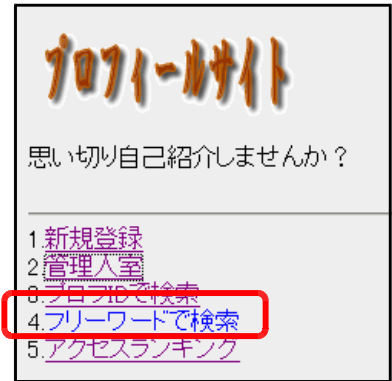 プロフィールサイト
思い切り自己紹介しませんか？
1.新規登録
2.管理人室
3.プロフIDで検索
4.フリーワードで検索
5.アクセスランキング